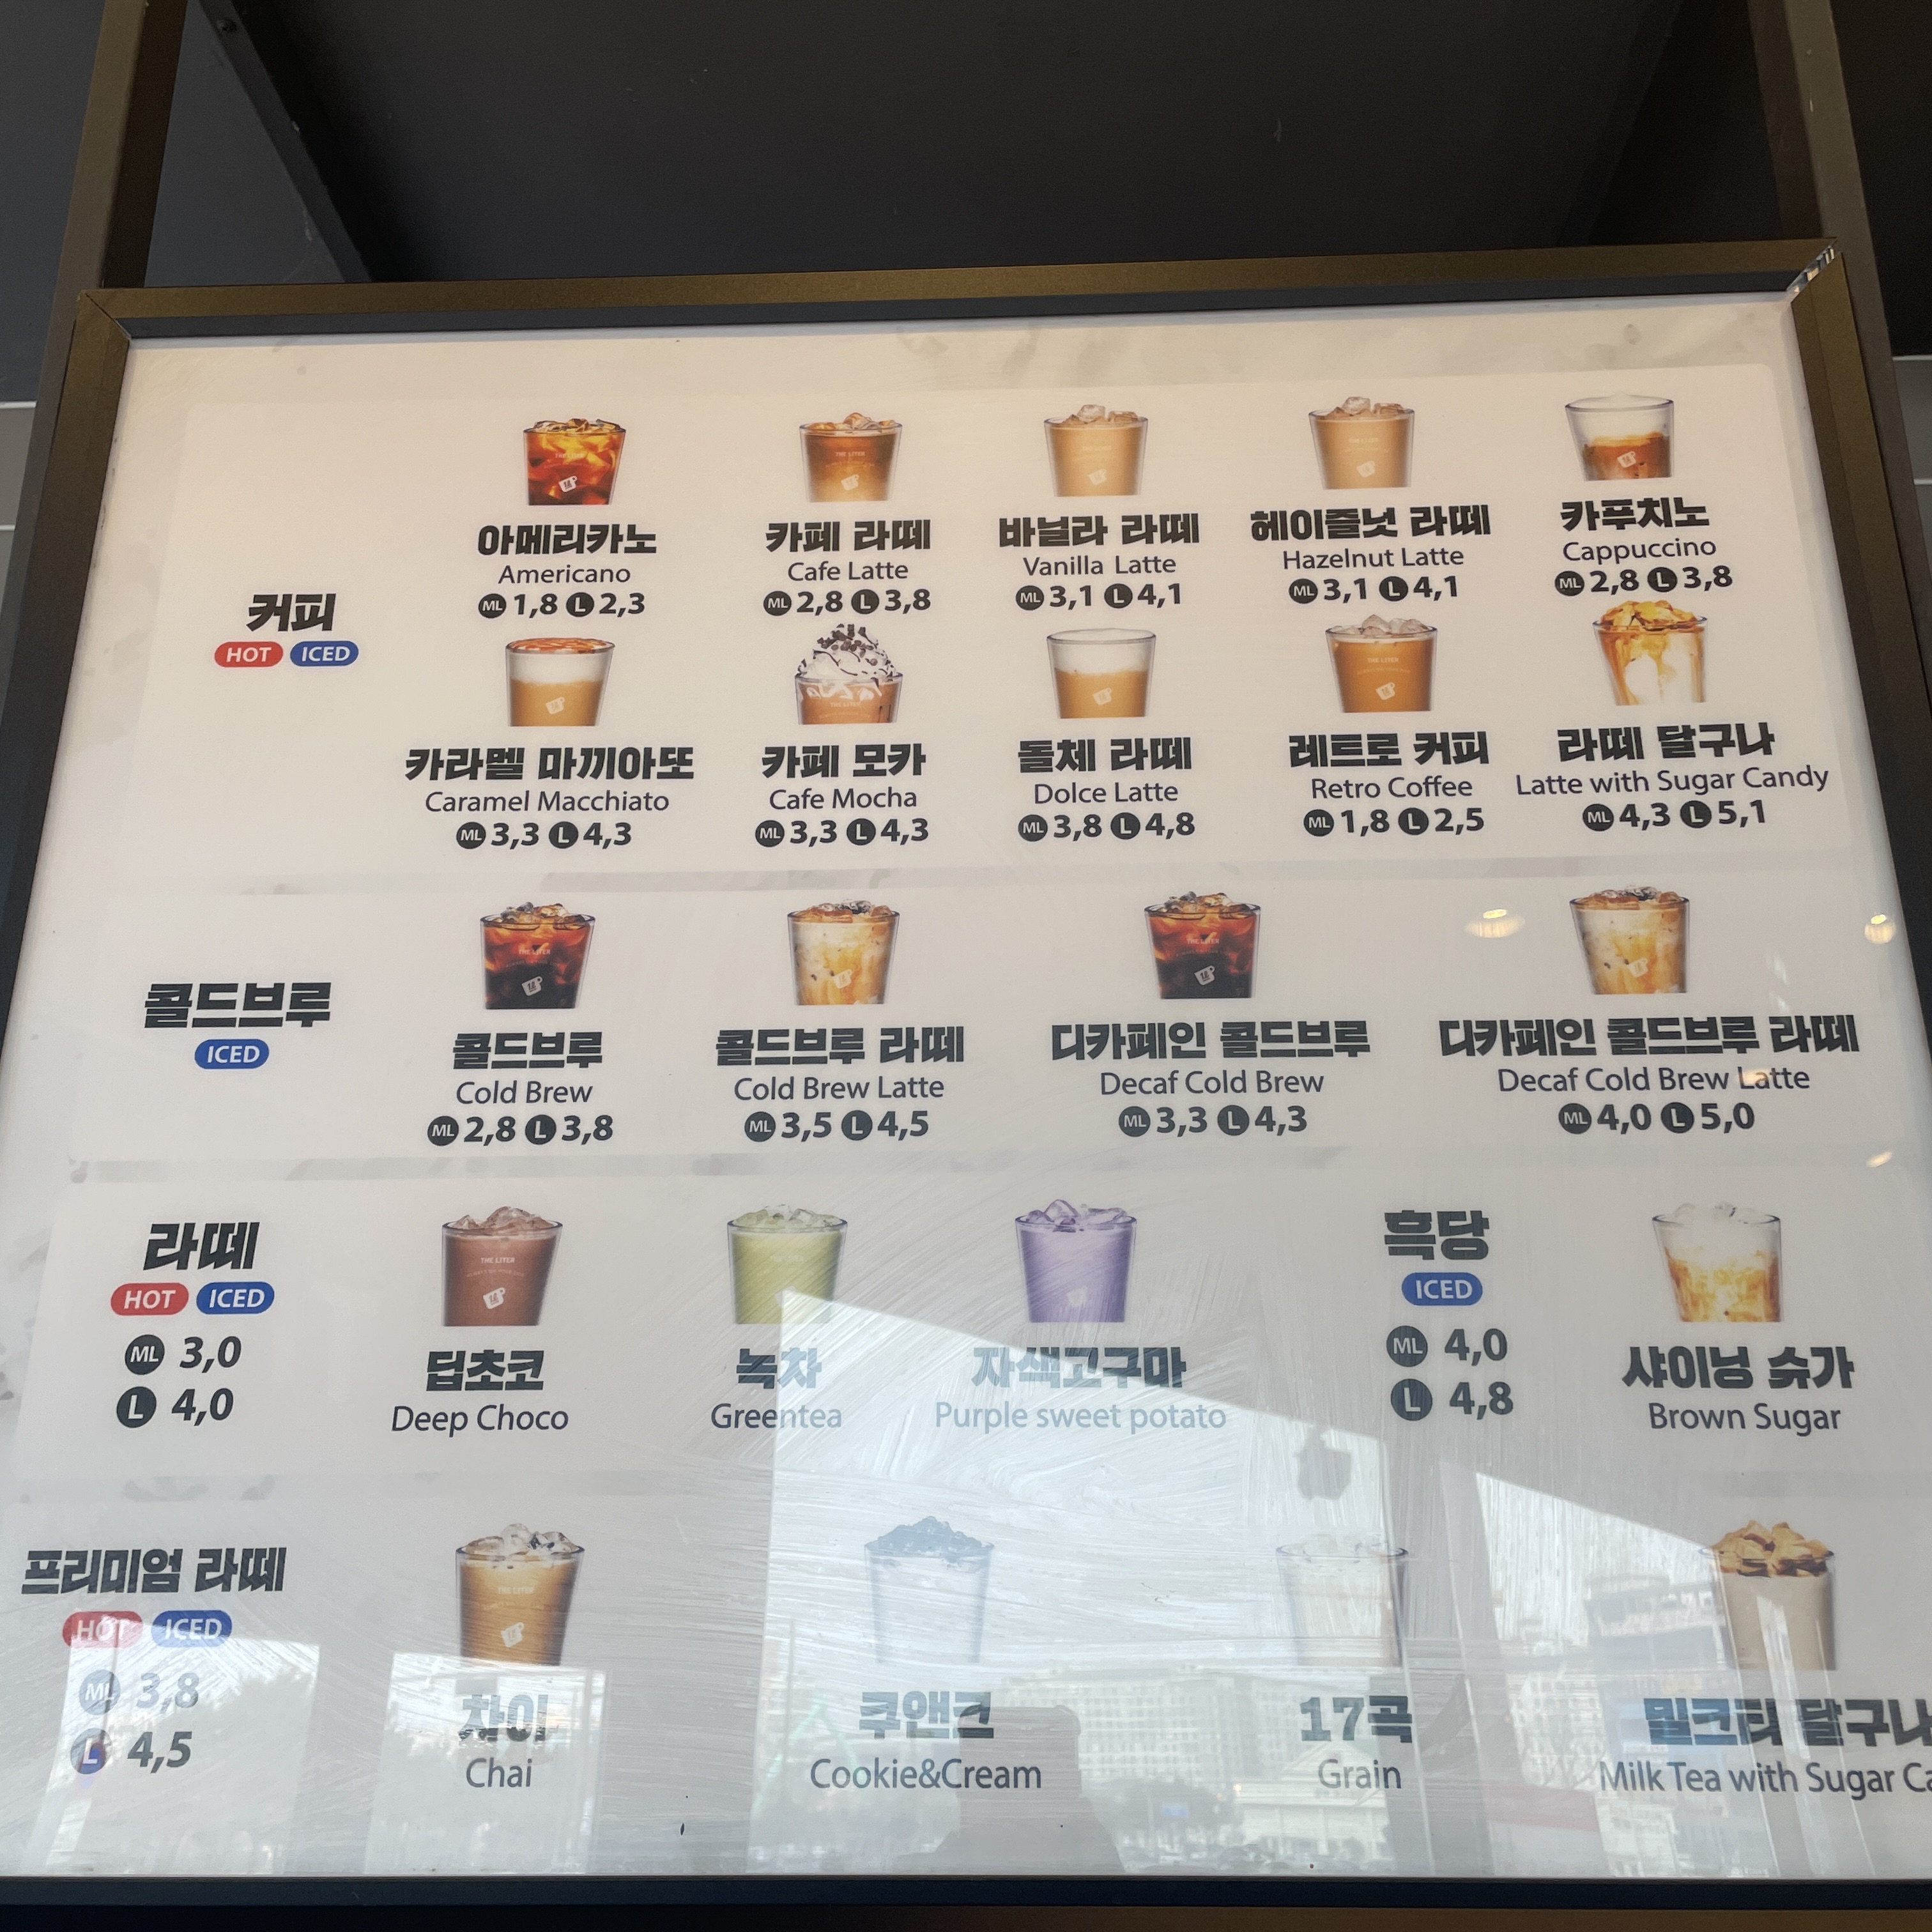 커피
HOT ICED
아메리카노
Americano
ML 1,8 L 2,3
카페 라떼
Cafe Latte
ML 2,8 L 3,8
바닐라 라떼
Vanilla Latte
ML 3,1 L 4,1
헤이즐넛 라떼
Hazelnut Latte
ML 3,1 L 4,1
카푸치노
Cappuccino
ML 2,8 L 3,8
카라멜 마끼아또
Caramel Macchiato
ML 3,3 L 4,3
카페 모카
Cafe Mocha
ML 3,3 L 4,3
돌체 라떼
Dolce Latte
ML 3,8 L 4,8
레트로 커피
Retro Coffee
ML 1,8 L 2,5
라떼 달구나
Latte with Sugar Candy
ML 4,3 L 5,1
콜드브루
ICED
콜드브루
Cold Brew
ML 2,8 L 3,8
콜드브루 라떼
Cold Brew Latte
ML 3,5 L 4,5
디카페인 콜드브루
Decaf Cold Brew
ML 3,3 L 4,3
디카페인 콜드브루 라떼
Decaf Cold Brew Latte
ML 4,0 L 5,0
라떼
HOT ICED
ML 3,0
L 4,0
THE LITER
딥초코
Deep Choco
녹차
Greentea
자색고구마
Purple sweet potato
흑당
ICED
ML 4,0
L 4,8
샤이닝 슈가
Brown Sugar
프리미엄 라떼
HOT ICED
ML 3,8
L 4,5
차이
Chai
쿠앤크
Cookie&Cream
17곡
Grain
밀크티 달구나
Milk Tea with Sugar Ca